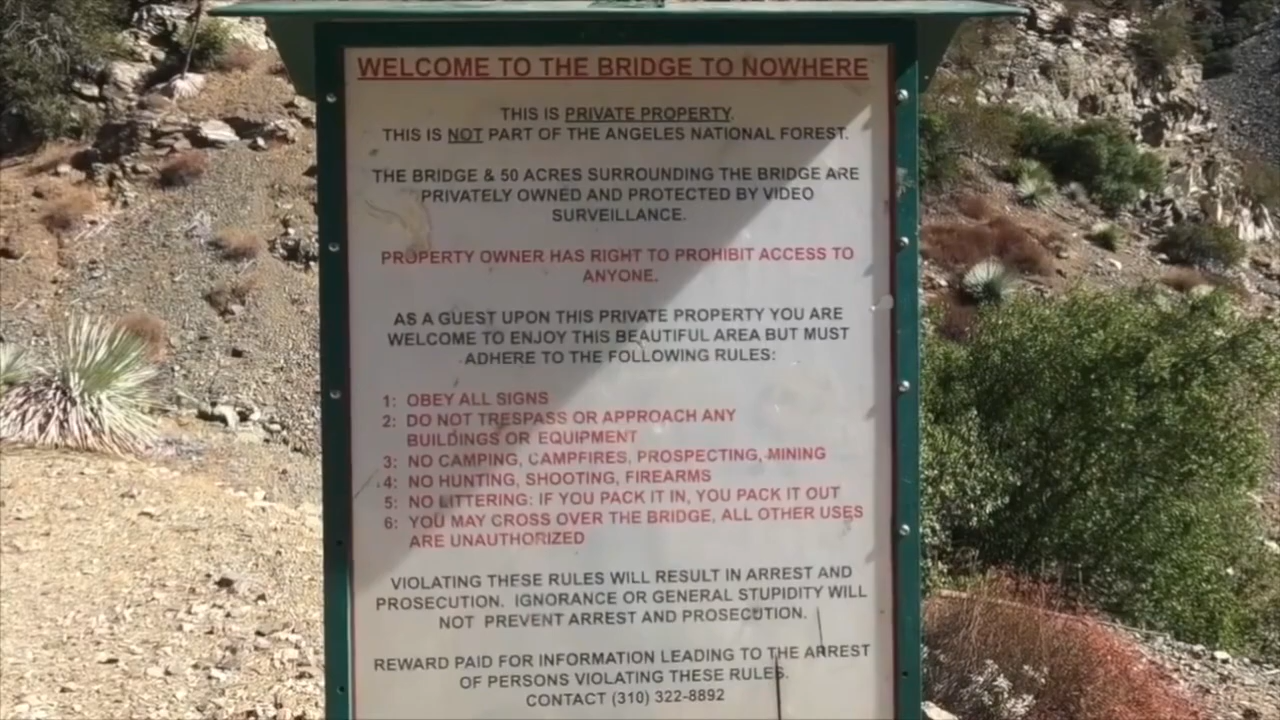 WELCOME TO THE BRIDGE TO NOWHERE
THIS IS PRIVATE PROPERTY.
THIS IS NOT PART OF THE ANGELES NATIONAL FOREST.
THE BRIDGE & 50 ACRES SURROUNDING THE BRIDGE ARE
PRIVATELY OWNED AND PROTECTED BY VIDEO
SURVEILLANCE.
PROPERTY OWNER HAS RIGHT TO PROHIBIT ACCESS TO
ANYONE.
AS A GUEST UPON THIS PRIVATE PROPERTY YOU ARE
WELCOME TO ENJOY THIS BEAUTIFUL AREA BUT MUST
ADHERE TO THE FOLLOWING RULES:
1: OBEY ALL SIGNS
2: DO NOT TRESPASS OR APPROACH ANY
BUILDINGS OR EQUIPMENT
3: NO CAMPING, CAMPFIRES, PROSPECTING, MINING
4: NO HUNTING, SHOOTING, FIREARMS
5: NO LITTERING: IF YOU PACK IT IN, YOU PACK IT OUT
6: YOU MAY CROSS OVER THE BRIDGE, ALL OTHER USES
ARE UNAUTHORIZED
VIOLATING THESE RULES WILL RESULT IN ARREST AND
PROSECUTION. IGNORANCE OR GENERAL STUPIDITY WILL
NOT PREVENT ARREST AND PROSECUTION.
REWARD PAID FOR INFORMATION LEADING TO THE ARREST
OF PERSONS VIOLATING THESE RULES.
CONTACT (310) 322-8892